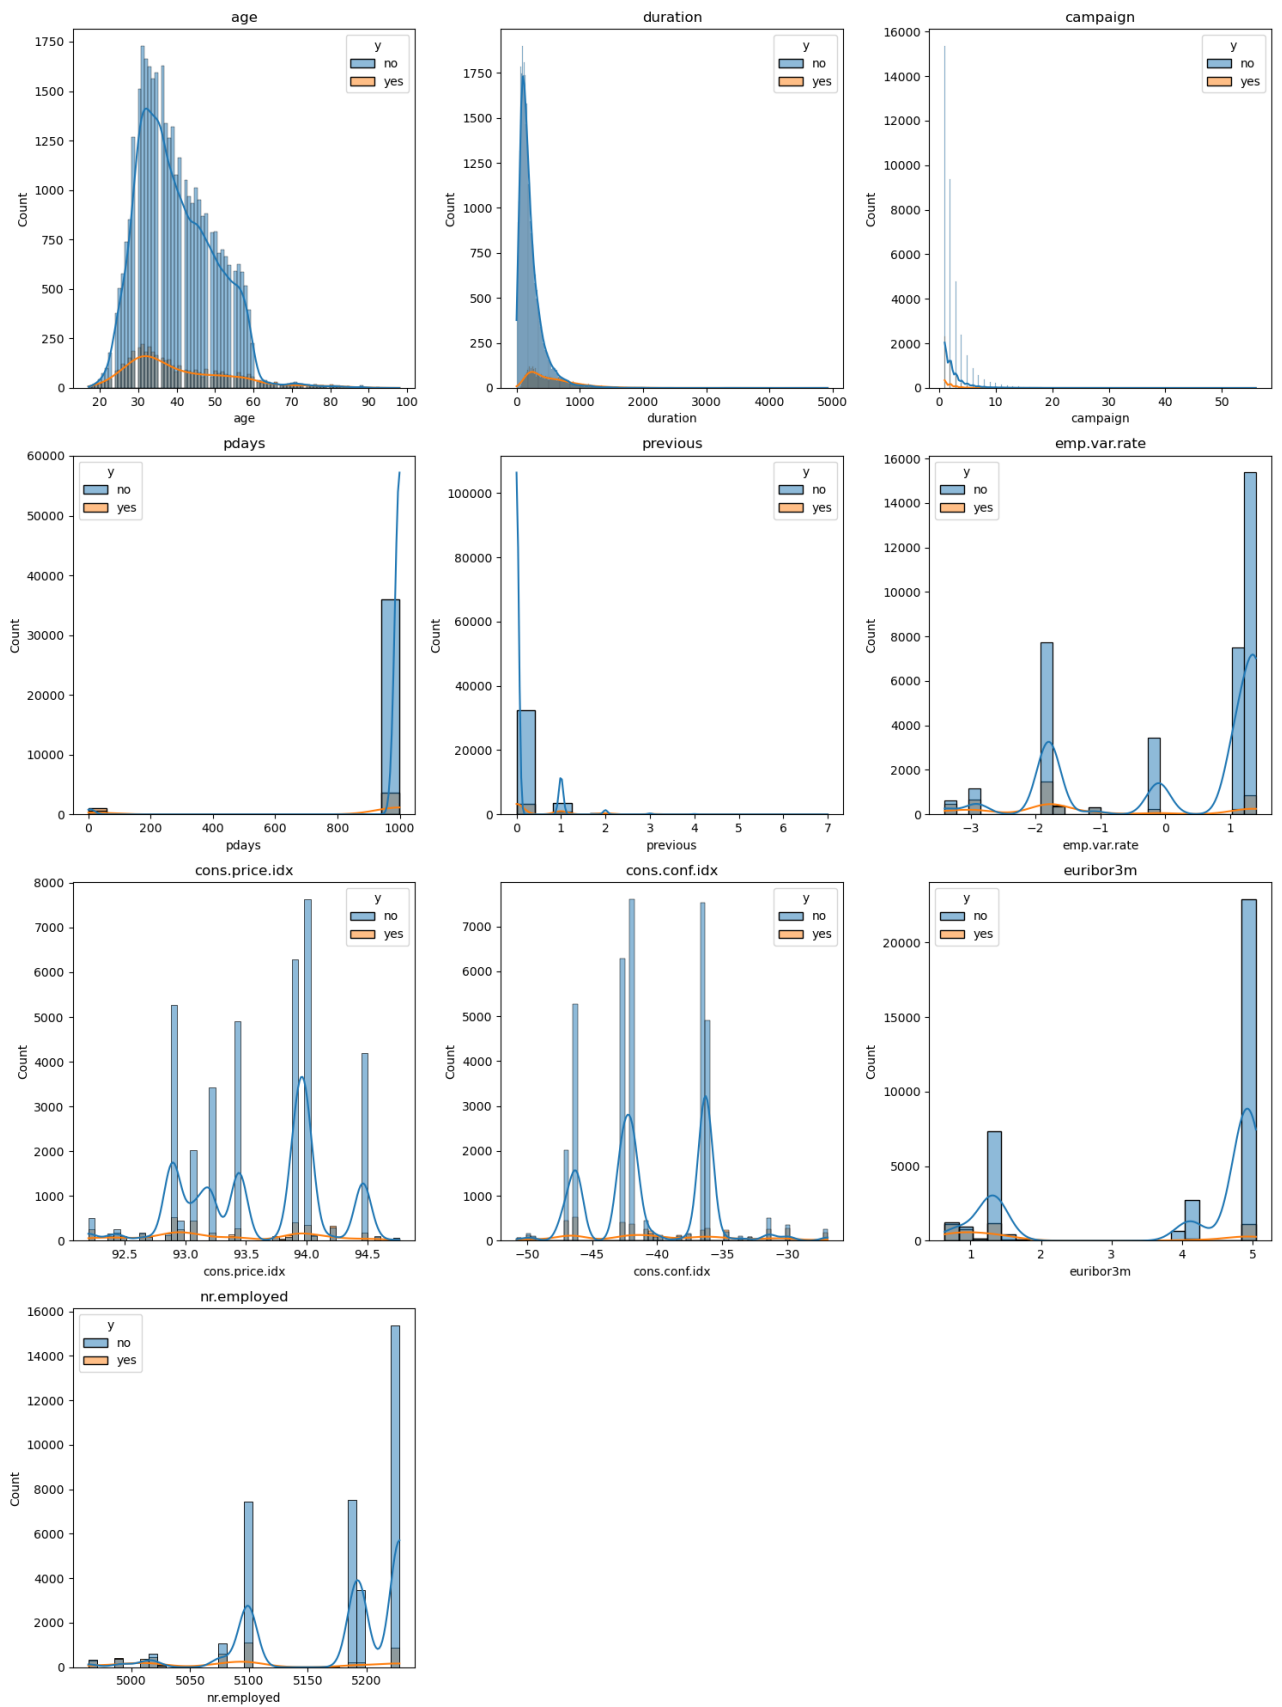 age
1750
1500
1250
1000
750
500
250
0
Count
y
no
yes
20 30 40 50 60 70 80 90 100
age
duration
1750
1500
1250
1000
750
500
250
0
Count
y
no
yes
0 1000 2000 3000 4000 5000
duration
campaign
16000
14000
12000
10000
8000
6000
4000
2000
0
Count
y
no
yes
0 10 20 30 40 50
campaign
pdays
60000
50000
40000
30000
20000
10000
0
Count
y
no
yes
0 200 400 600 800 1000
pdays
previous
100000
80000
60000
40000
20000
0
Count
y
no
yes
0 1 2 3 4 5 6 7
previous
emp.var.rate
16000
14000
12000
10000
8000
6000
4000
2000
0
Count
y
no
yes
−3 −2 −1 0 1
emp.var.rate
cons.price.idx
8000
7000
6000
5000
4000
3000
2000
1000
0
Count
y
no
yes
92.5 93.0 93.5 94.0 94.5
cons.price.idx
cons.conf.idx
7000
6000
5000
4000
3000
2000
1000
0
Count
y
no
yes
−50 −45 −40 −35 −30
cons.conf.idx
euribor3m
20000
15000
10000
5000
0
Count
y
no
yes
1 2 3 4 5
euribor3m
nr.employed
16000
14000
12000
10000
8000
6000
4000
2000
0
Count
y
no
yes
5000 5050 5100 5150 5200
nr.employed